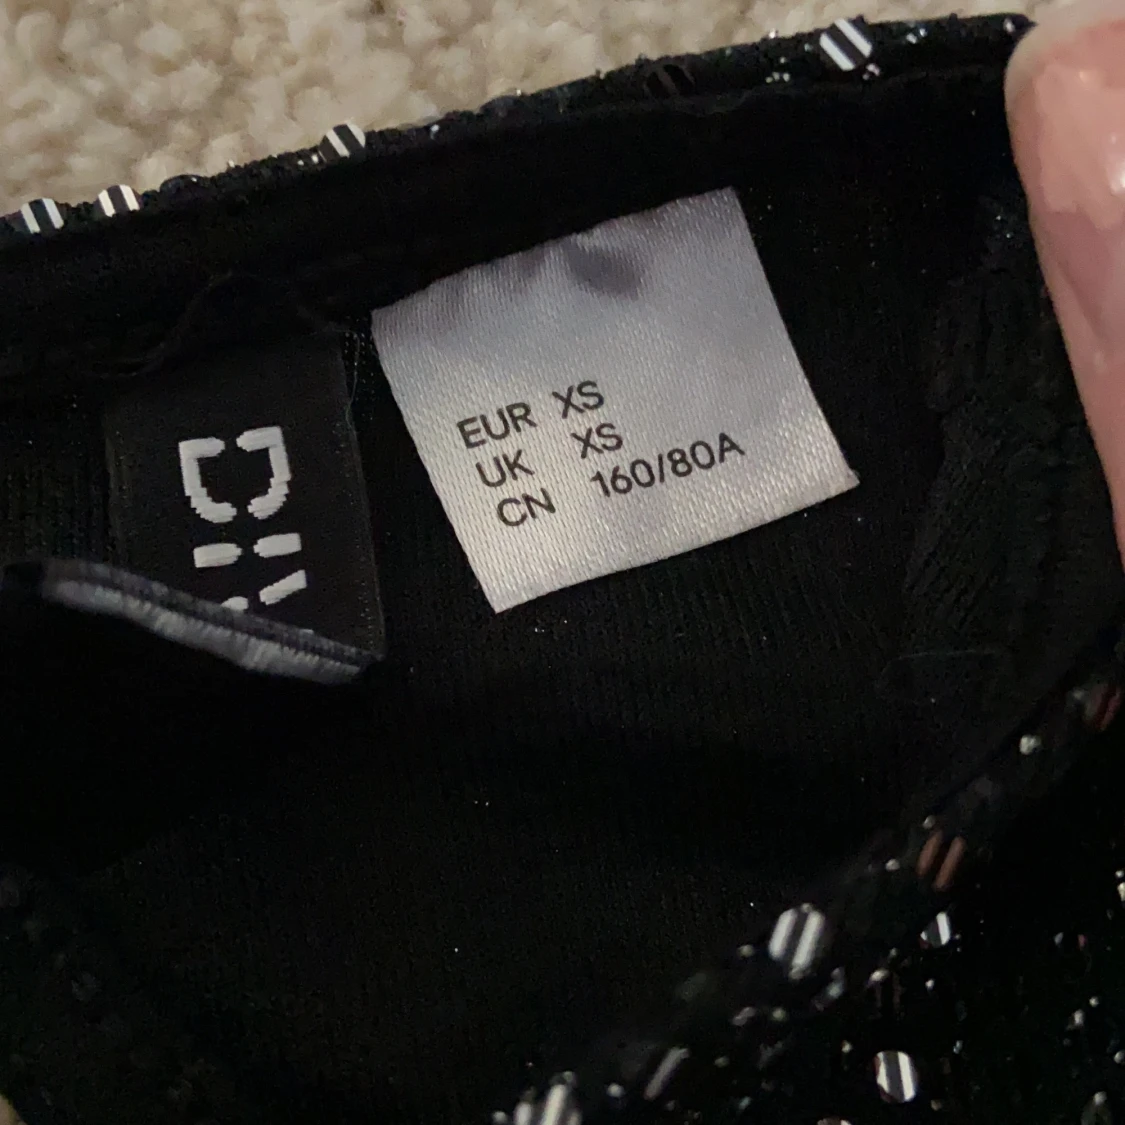 EUR XS
UK XS
CN 160/80A